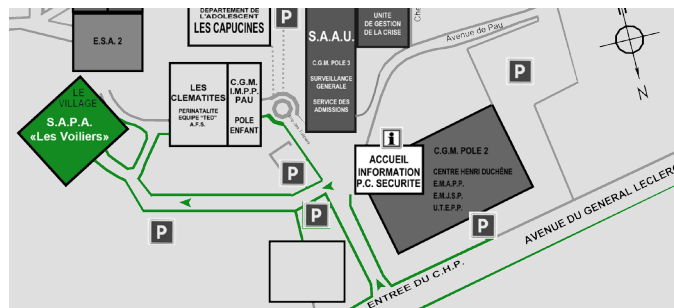 DEPARTEMENT DE
L'ADOLESCENT
LES CAPUCINES
P
UNITE
DE GESTION
DE LA CRISE
S.A.A.U.
C.G.M. POLE 3
SURVEILLANCE
GENERALE
SERVICE DES
ADMISSIONS
Avenue de Pau
P
N
E.S.A. 2
LE
VILLAGE
S.A.P.A.
«Les Voiliers»
LES
CLEMATITES
PERINATALITE
EQUIPE "TED"
A.F.S.
C.G.M.
I.M.P.P.
PAU
POLE
ENFANT
i
ACCUEIL
INFORMATION
P.C. SECURITE
C.G.M. POLE 2
CENTRE HENRI DUCHÊNE
E.M.A.P.P.
E.M.J.S.P.
U.T.E.P.P.
P
P
P
P
AVENUE DU GENERAL LECLERC
ENTREE DU C.H.P.